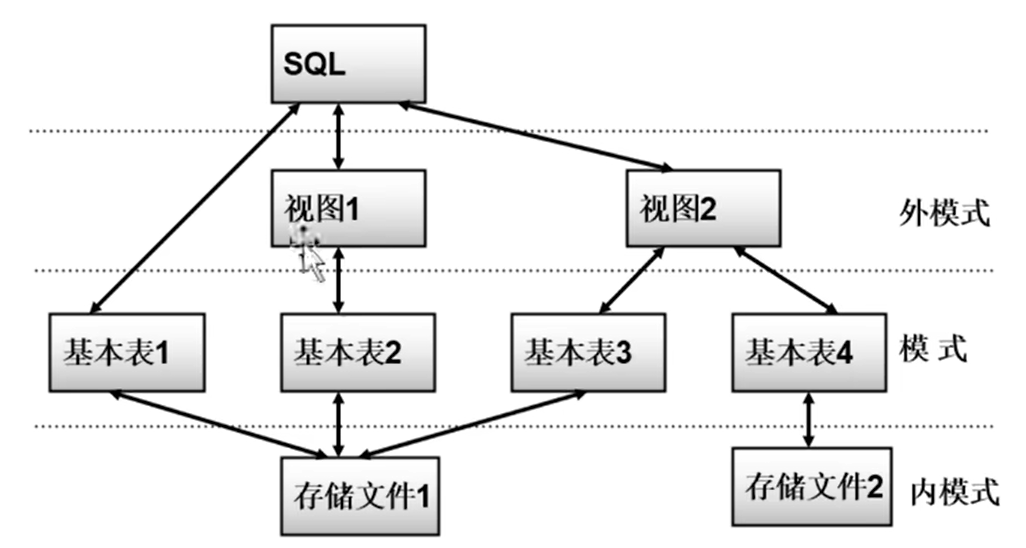 SQL
视图1
视图2
外模式
基本表1
基本表2
基本表3
基本表4
模 式
存储文件1
存储文件2
内模式